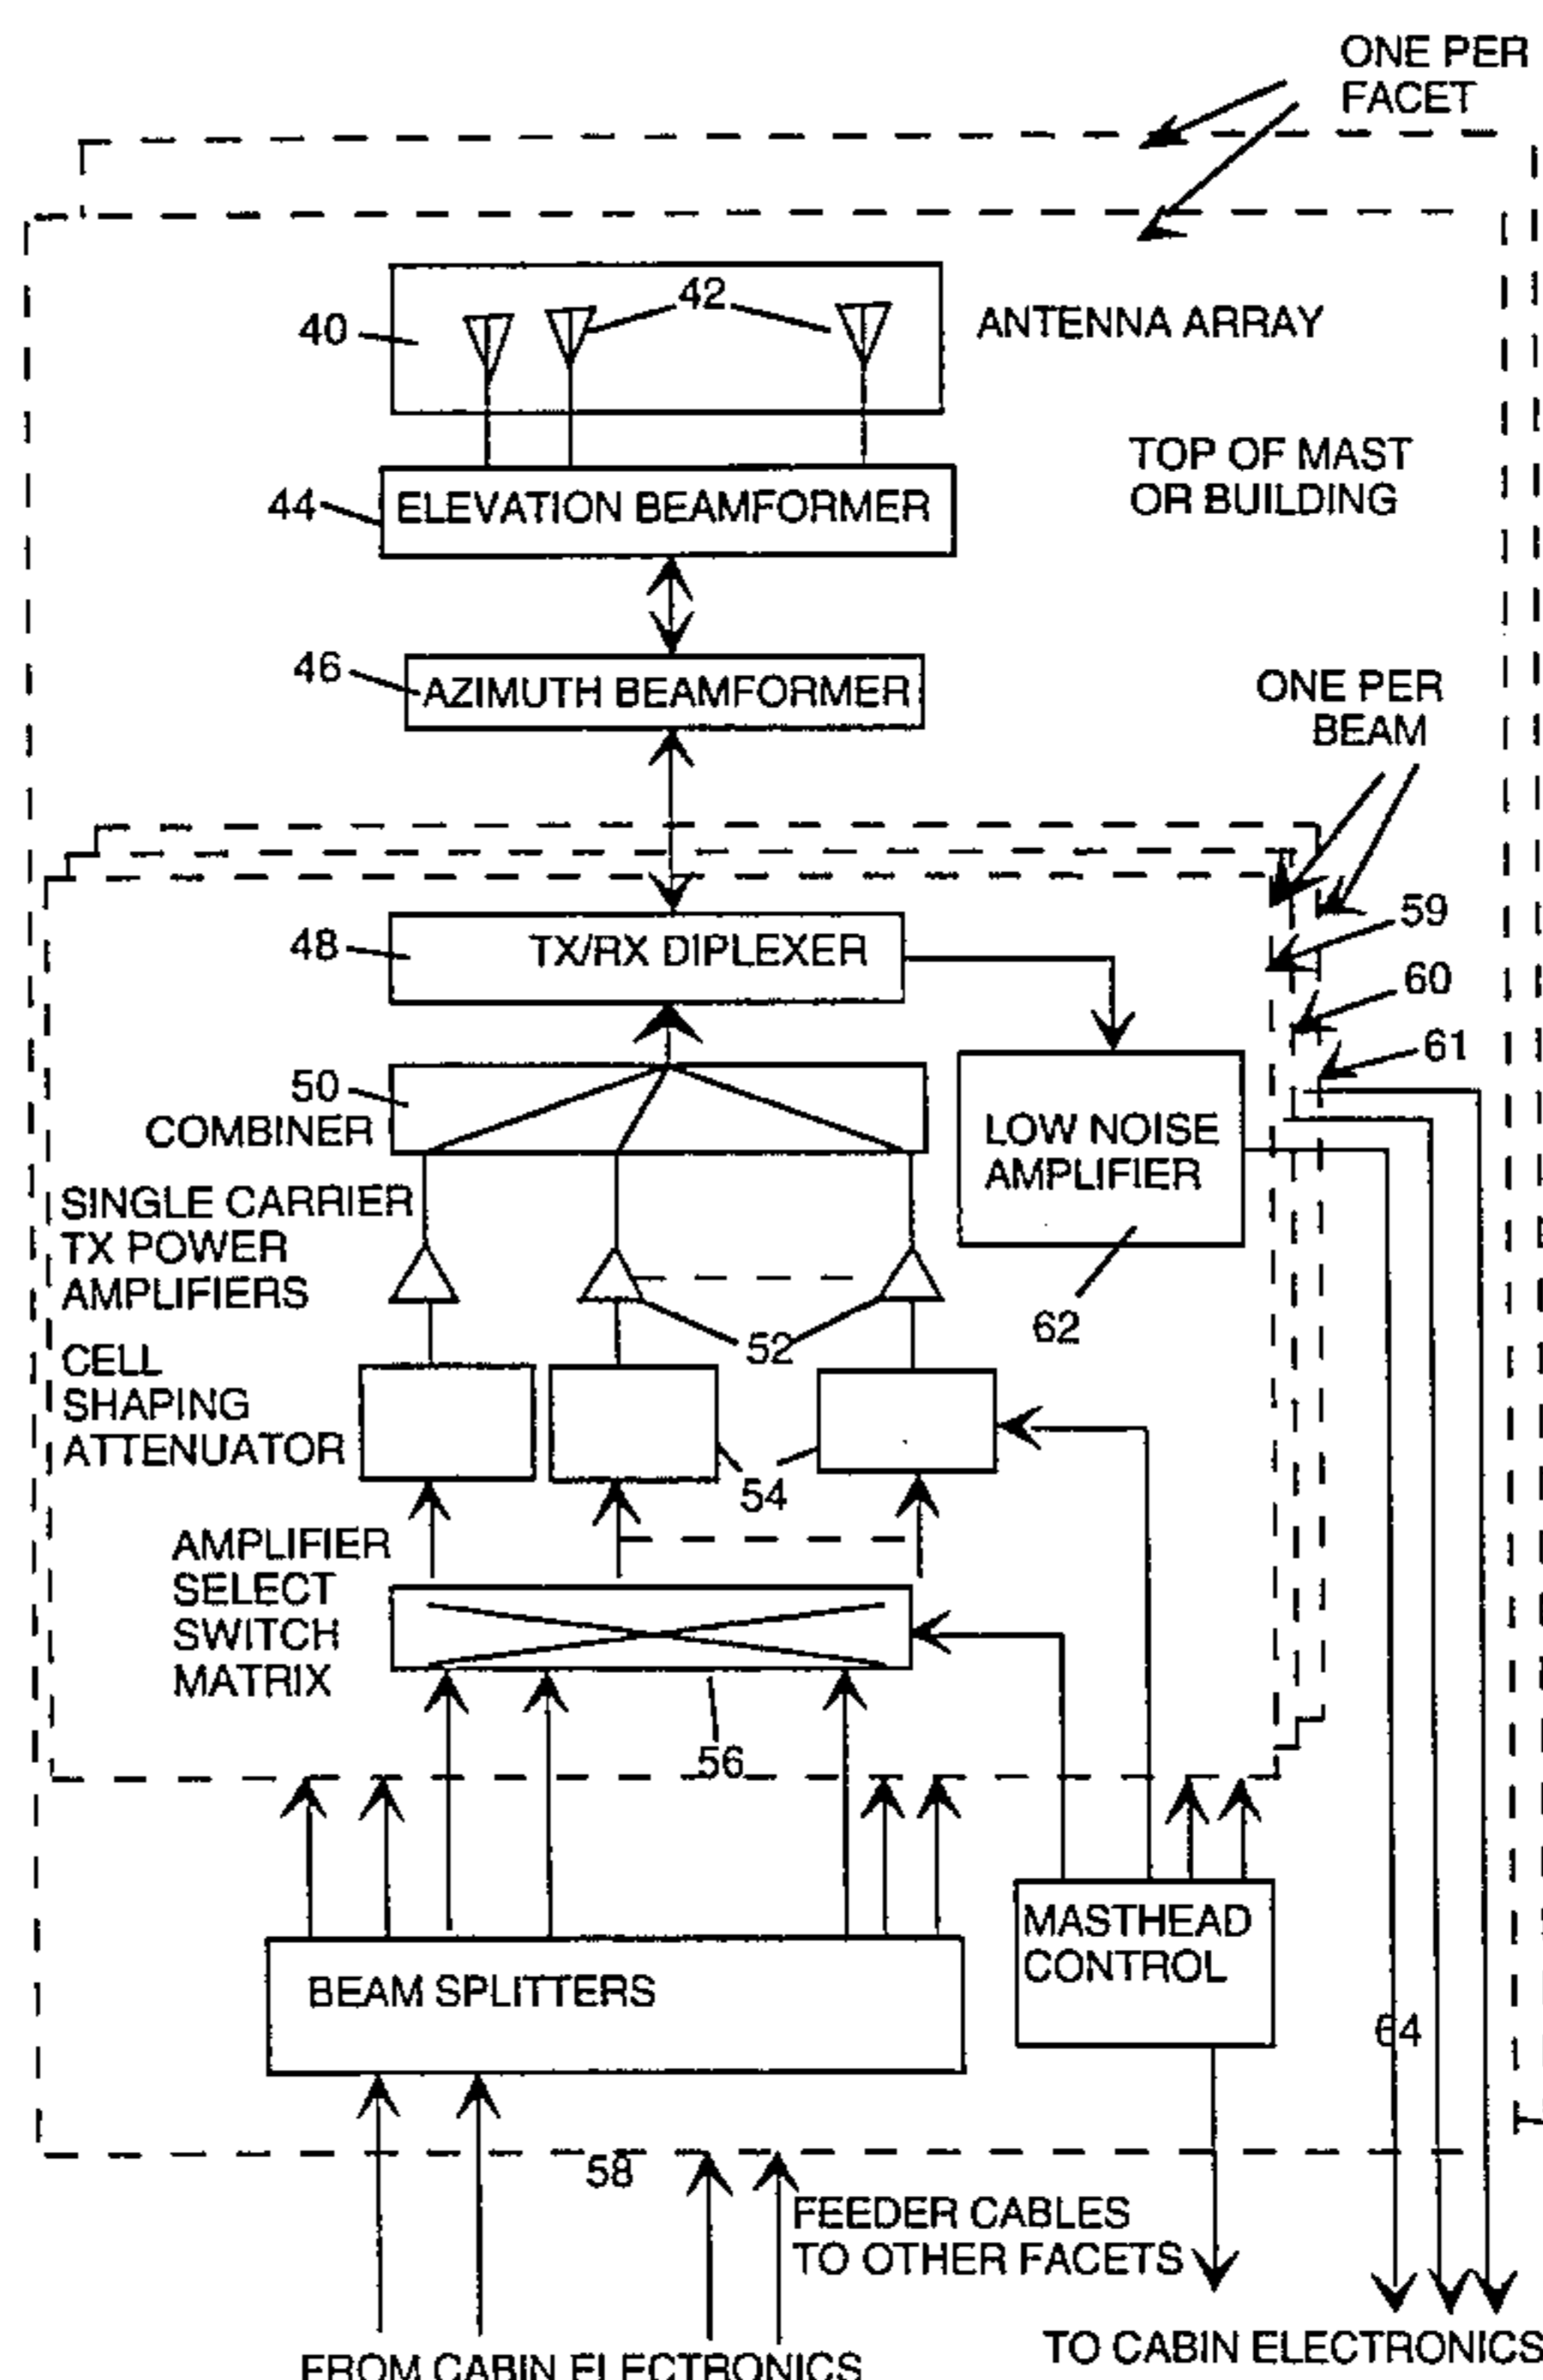 ONE PER
FACET
42
40
ANTENNA ARRAY
TOP OF MAST
OR BUILDING
44
ELEVATION BEAMFORMER
46
AZIMUTH BEAMFORMER
ONE PER
BEAM
59
48
TX/RX DIPLEXER
60
61
50
COMBINER
LOW NOISE
AMPLIFIER
SINGLE CARRIER
TX POWER
AMPLIFIERS
62
52
CELL
SHAPING
ATTENUATOR
54
AMPLIFIER
SELECT
SWITCH
MATRIX
56
MASTHEAD
CONTROL
BEAM SPLITTERS
64
58
FEEDER CABLES
TO OTHER FACETS
TO CABIN ELECTRONICS
FROM CABIN ELECTRONICS